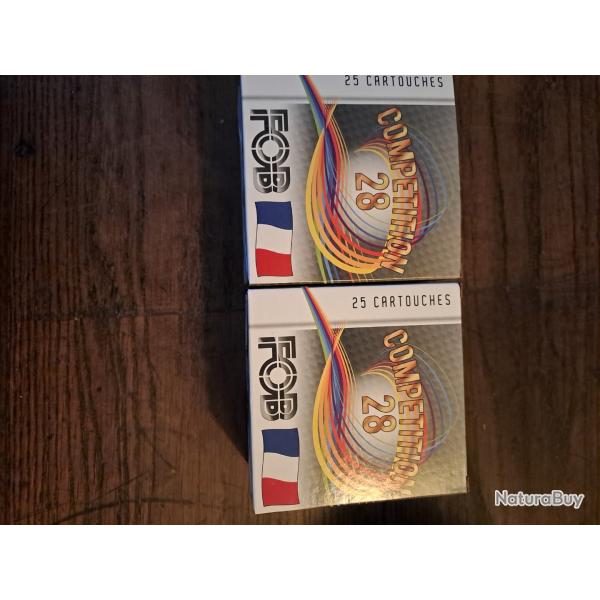 25 CARTOUCHES
FOB
COMPETITION
28
25 CARTOUCHES
FOB
COMPETITION
28
NaturaBuy